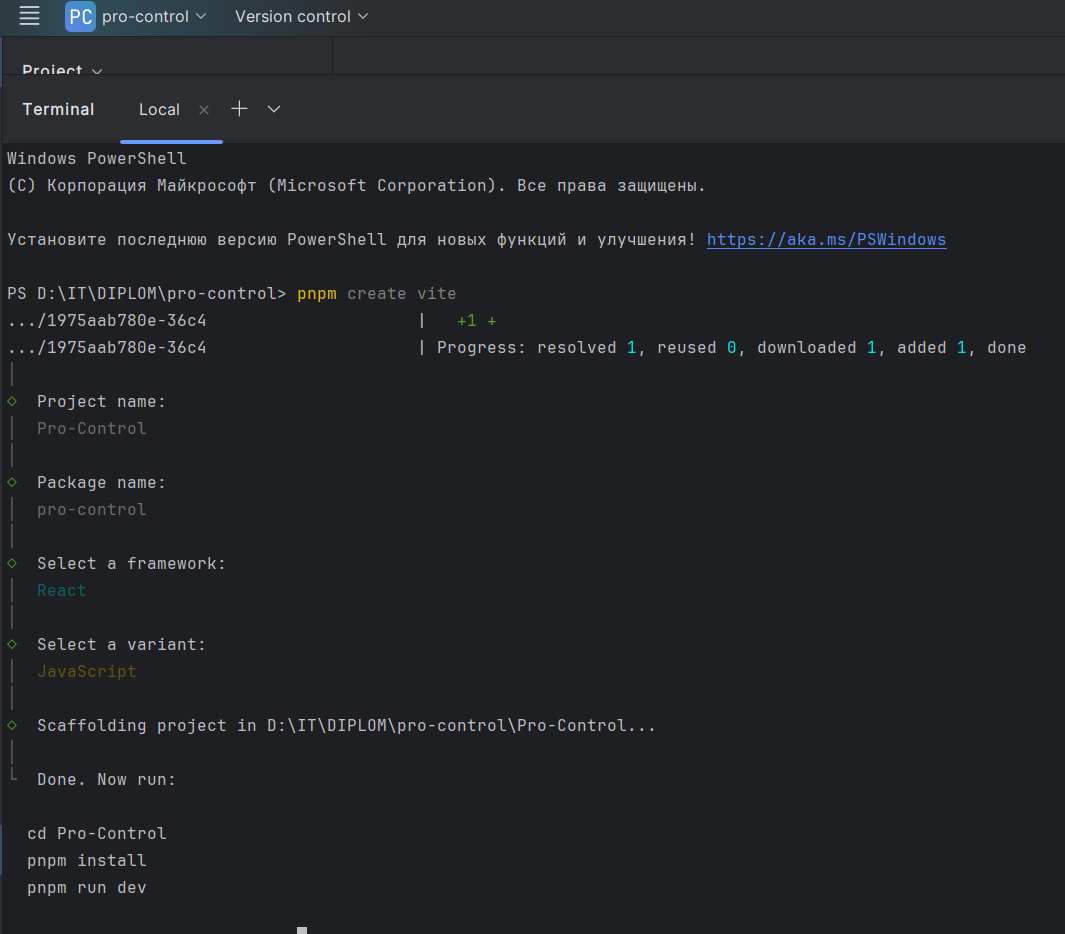 PC pro-control Version control
Project
Terminal Local
Windows PowerShell
(C) Корпорация Майкрософт (Microsoft Corporation). Все права защищены.
Установите последнюю версию PowerShell для новых функций и улучшения! https://aka.ms/PSWindows
PS D:\IT\DIPLOM\pro-control> pnpm create vite
.../1975aab780e-36c4 | +1 +
.../1975aab780e-36c4 | Progress: resolved 1, reused 0, downloaded 1, added 1, done
Project name:
Pro-Control
Package name:
pro-control
Select a framework:
React
Select a variant:
JavaScript
Scaffolding project in D:\IT\DIPLOM\pro-control\Pro-Control...
Done. Now run:
cd Pro-Control
pnpm install
pnpm run dev